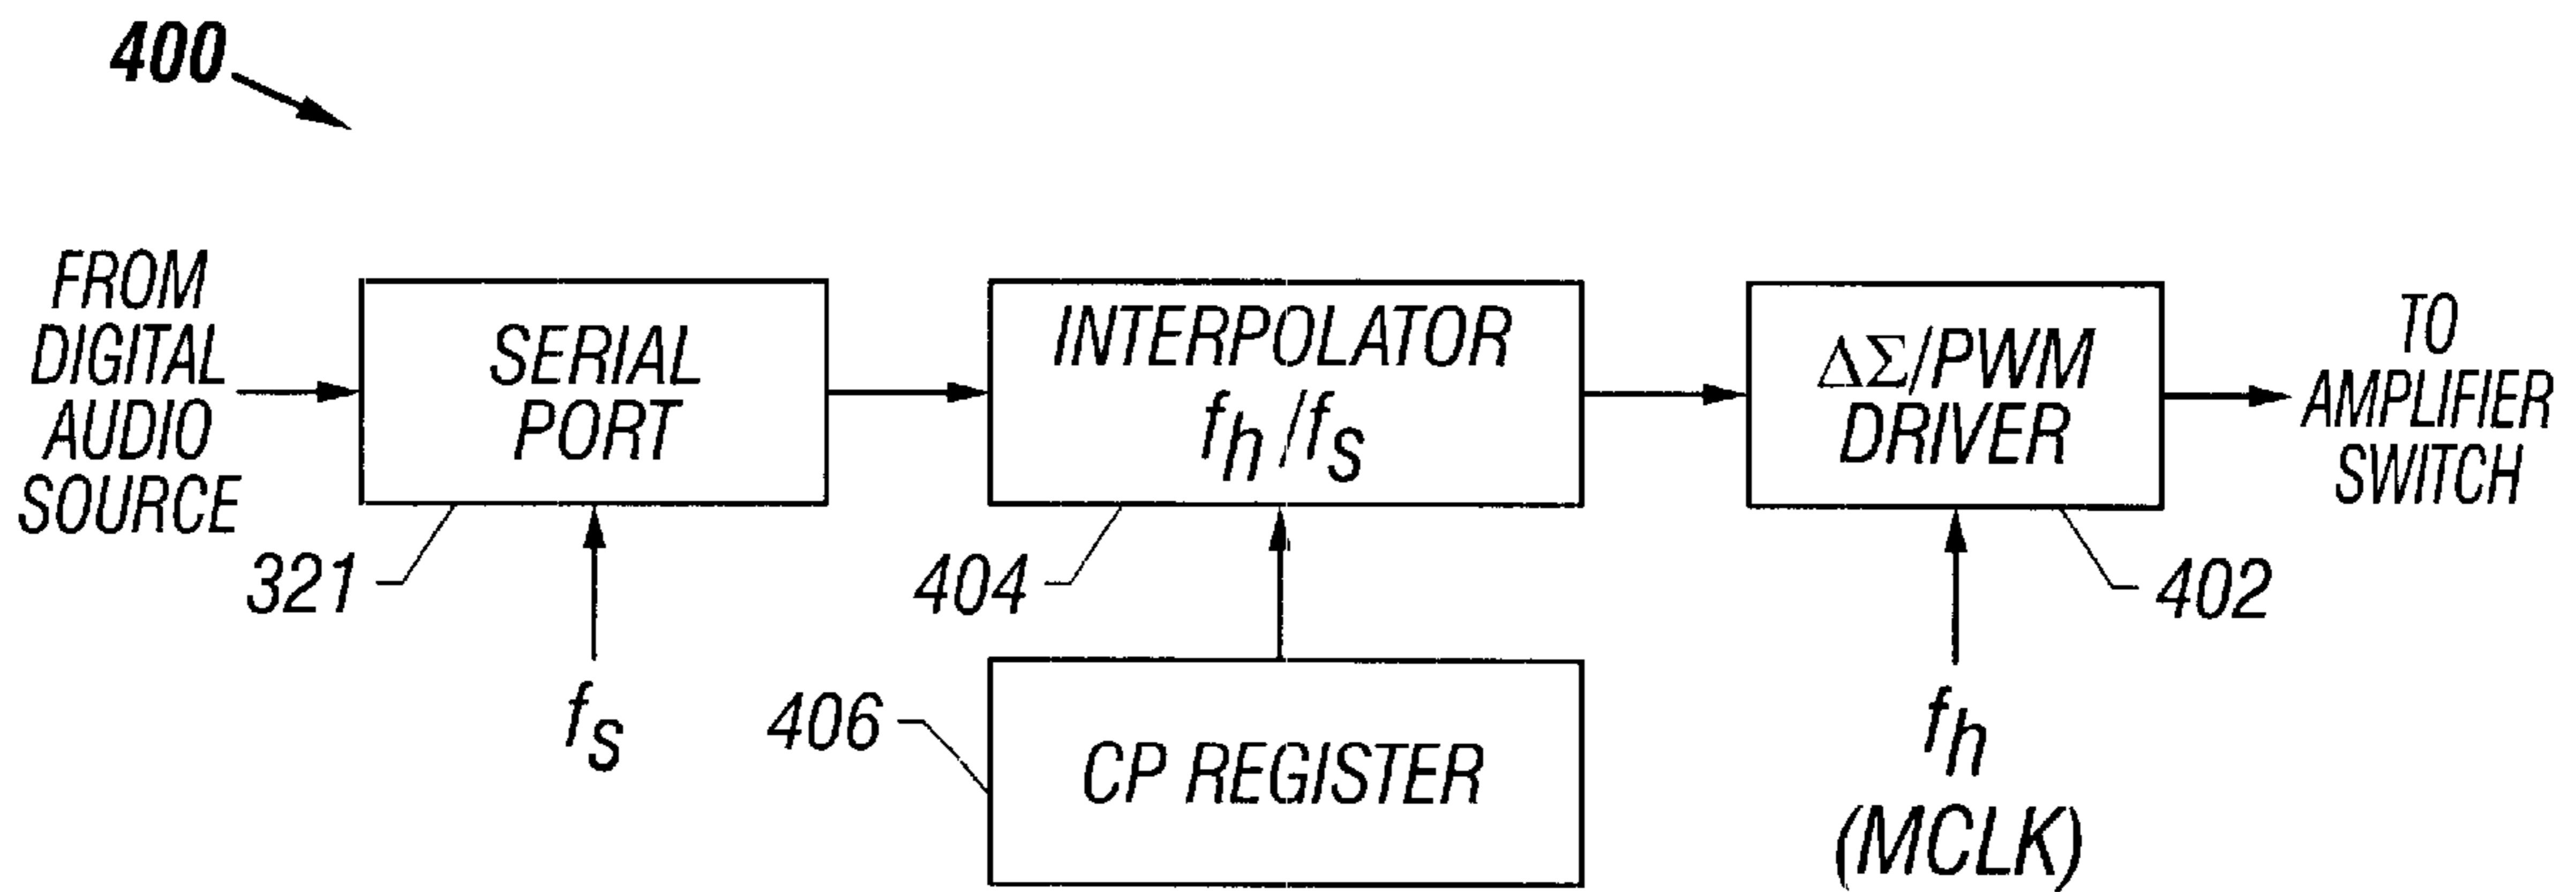 400
FROM
DIGITAL
AUDIO
SOURCE
SERIAL
PORT
INTERPOLATOR
fh/fs
ΔΣ/PWM
DRIVER
TO
AMPLIFIER
SWITCH
321
404
402
fs
406
CP REGISTER
fh
(MCLK)